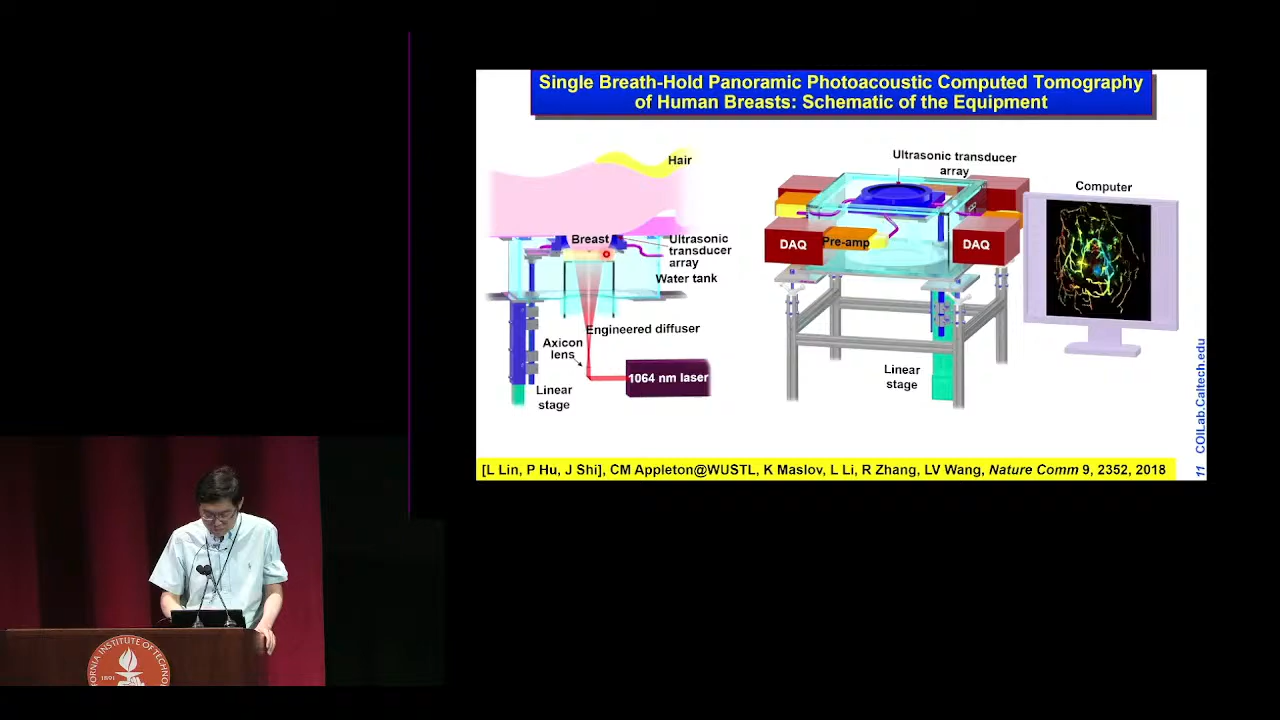 Single Breath-Hold Panoramic Photoacoustic Computed Tomography
of Human Breasts: Schematic of the Equipment
Hair
Breast
Ultrasonic
transducer
array
Water tank
Engineered diffuser
Axicon
lens
1064 nm laser
Linear
stage
Ultrasonic transducer
array
Computer
DAQ
Pre-amp
DAQ
Linear
stage
[L Lin, P Hu, J Shi], CM Appleton@WUSTL, K Maslov, L Li, R Zhang, LV Wang, Nature Comm 9, 2352, 2018
11 COILab.Caltech.edu
FORNIA INSTITUTE OF TECHNO
1891